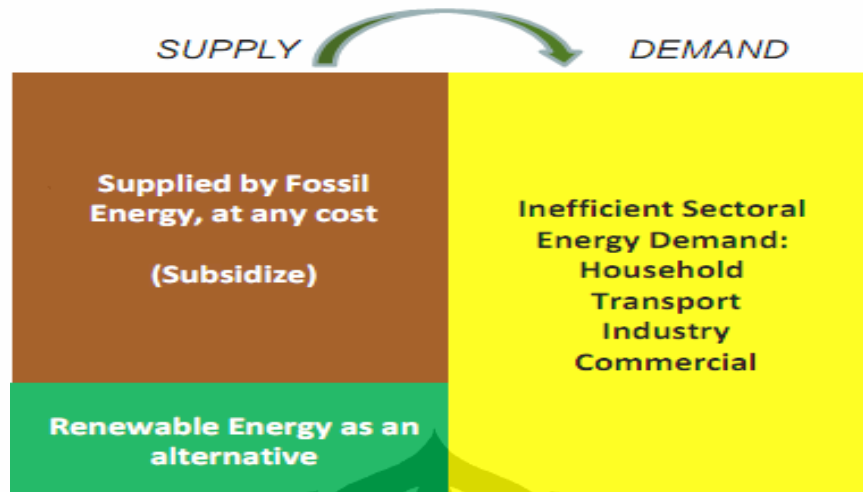 SUPPLY
DEMAND
Supplied by Fossil
Energy, at any cost
(Subsidize)
Renewable Energy as an
alternative
Inefficient Sectoral
Energy Demand:
Household
Transport
Industry
Commercial